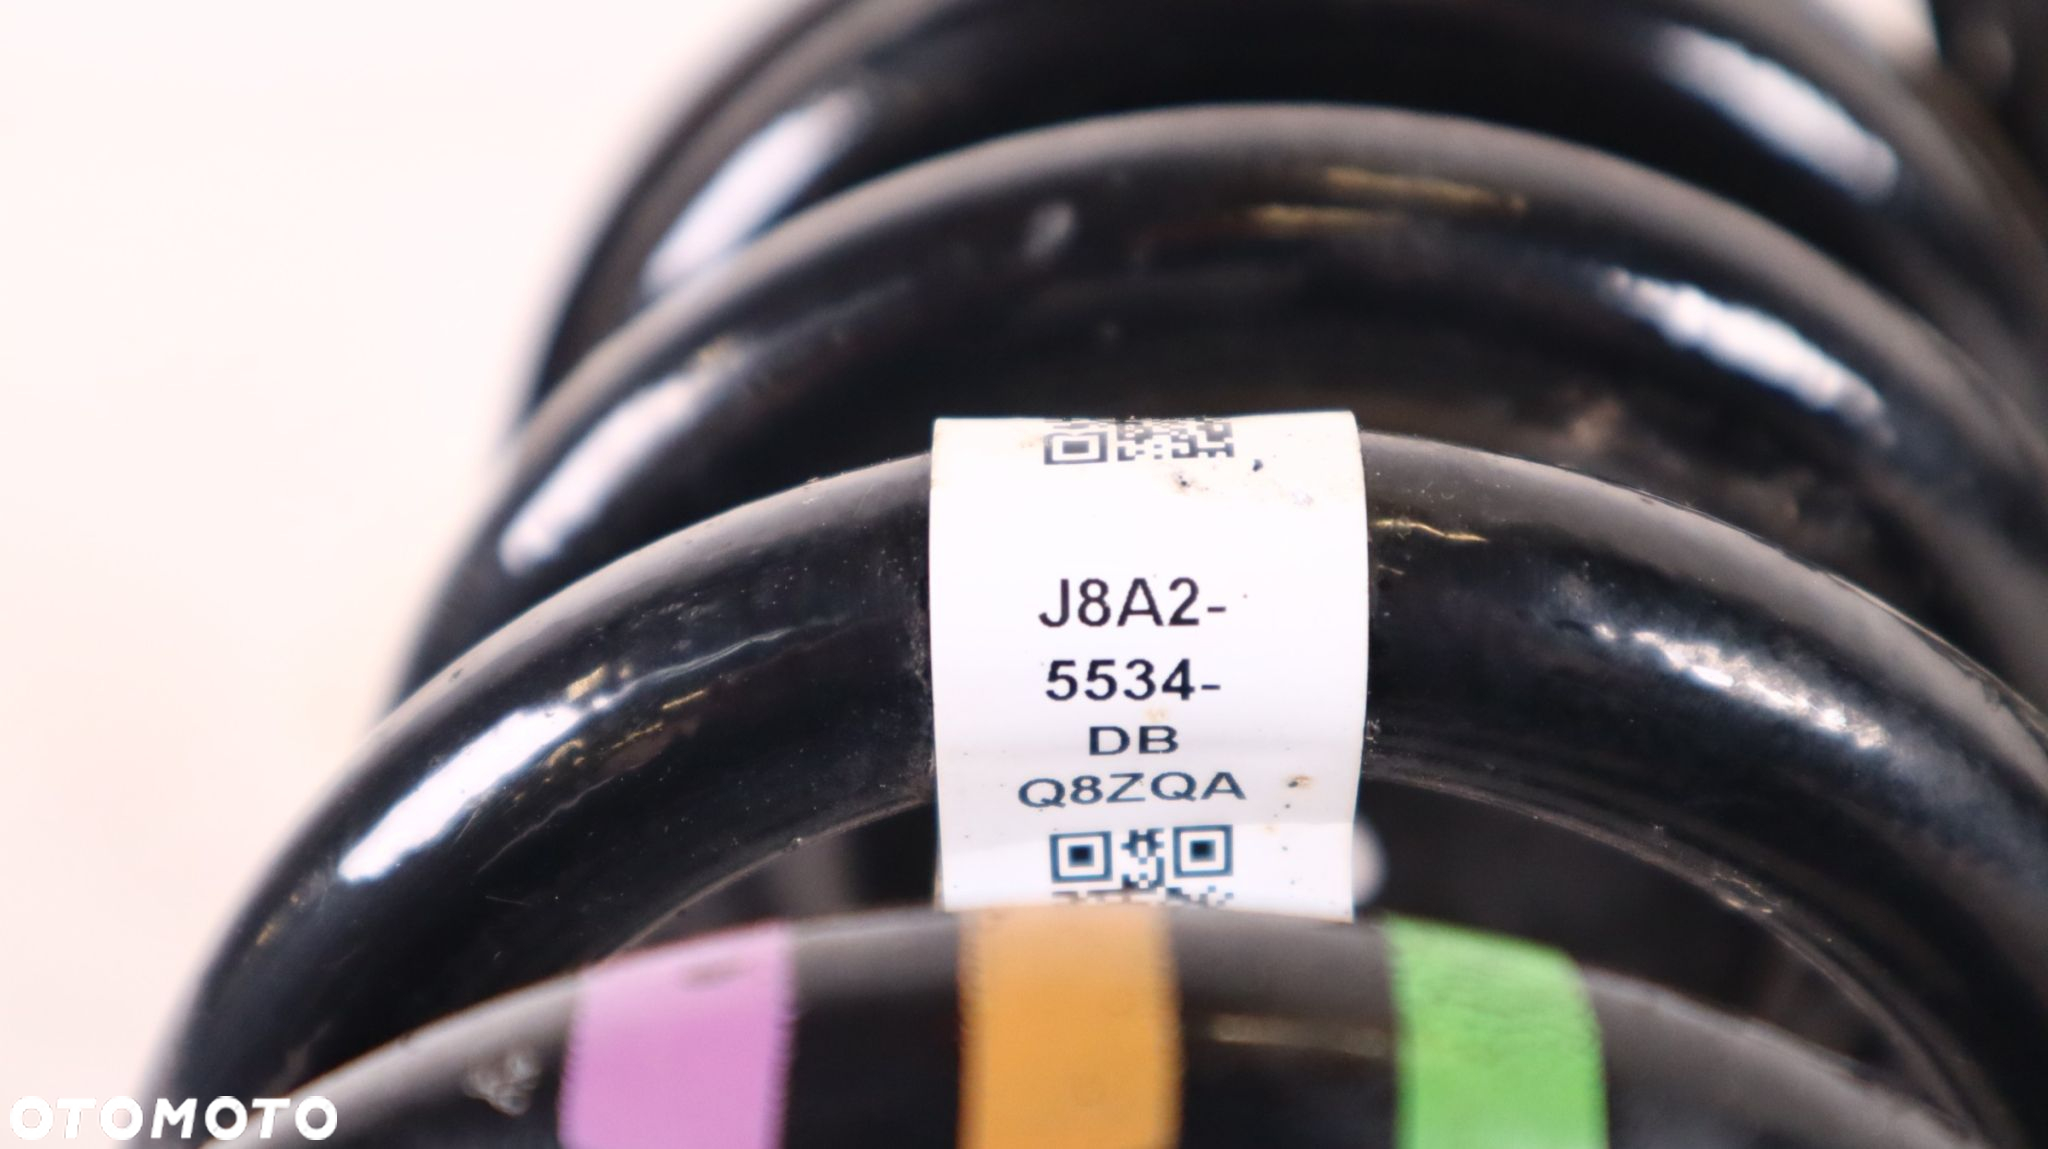 J8A2-
5534-
DB
Q8ZQA
OTOMOTO